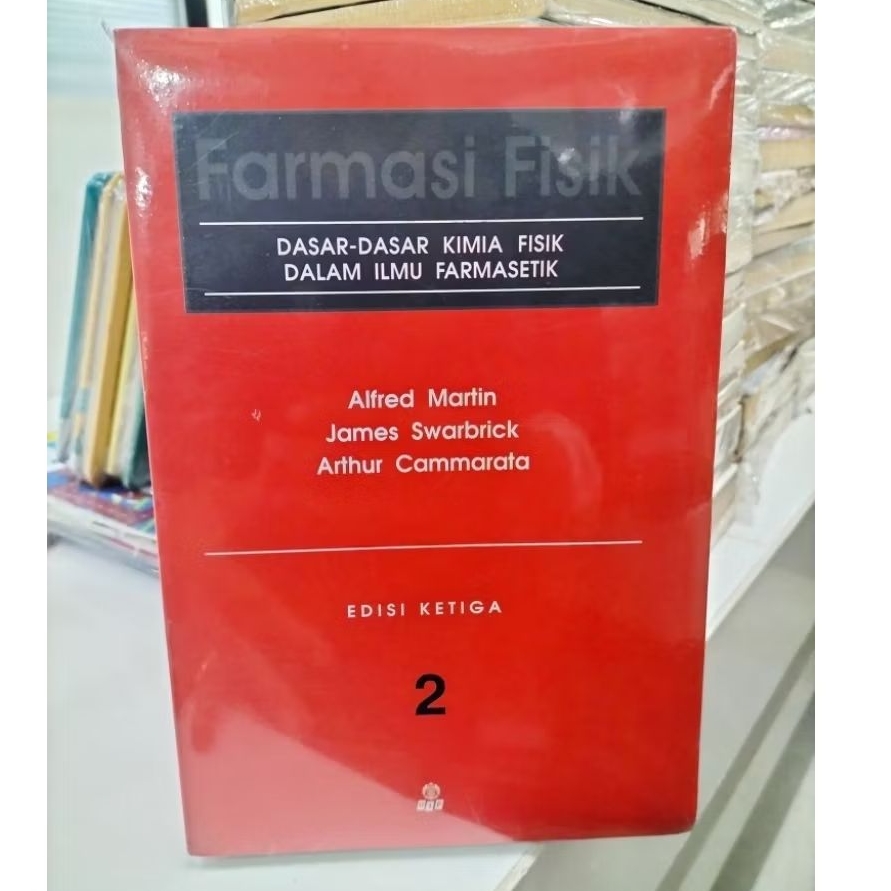 Farmasi Fisik
DASAR-DASAR KIMIA FISIK
DALAM ILMU FARMASETIK
Alfred Martin
James Swarbrick
Arthur Cammarata
EDISI KETIGA
2